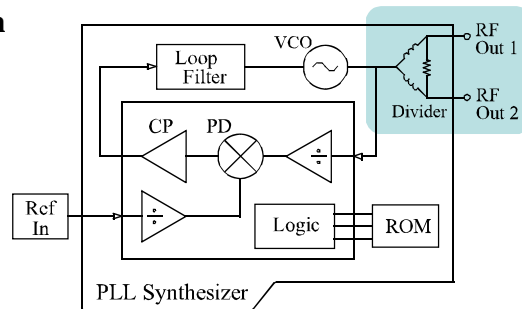 n
VCO
RF
Out 1
Loop
Filter
RF
Out 2
Divider
CP
PD
÷
÷
Ref
In
Logic
ROM
PLL Synthesizer